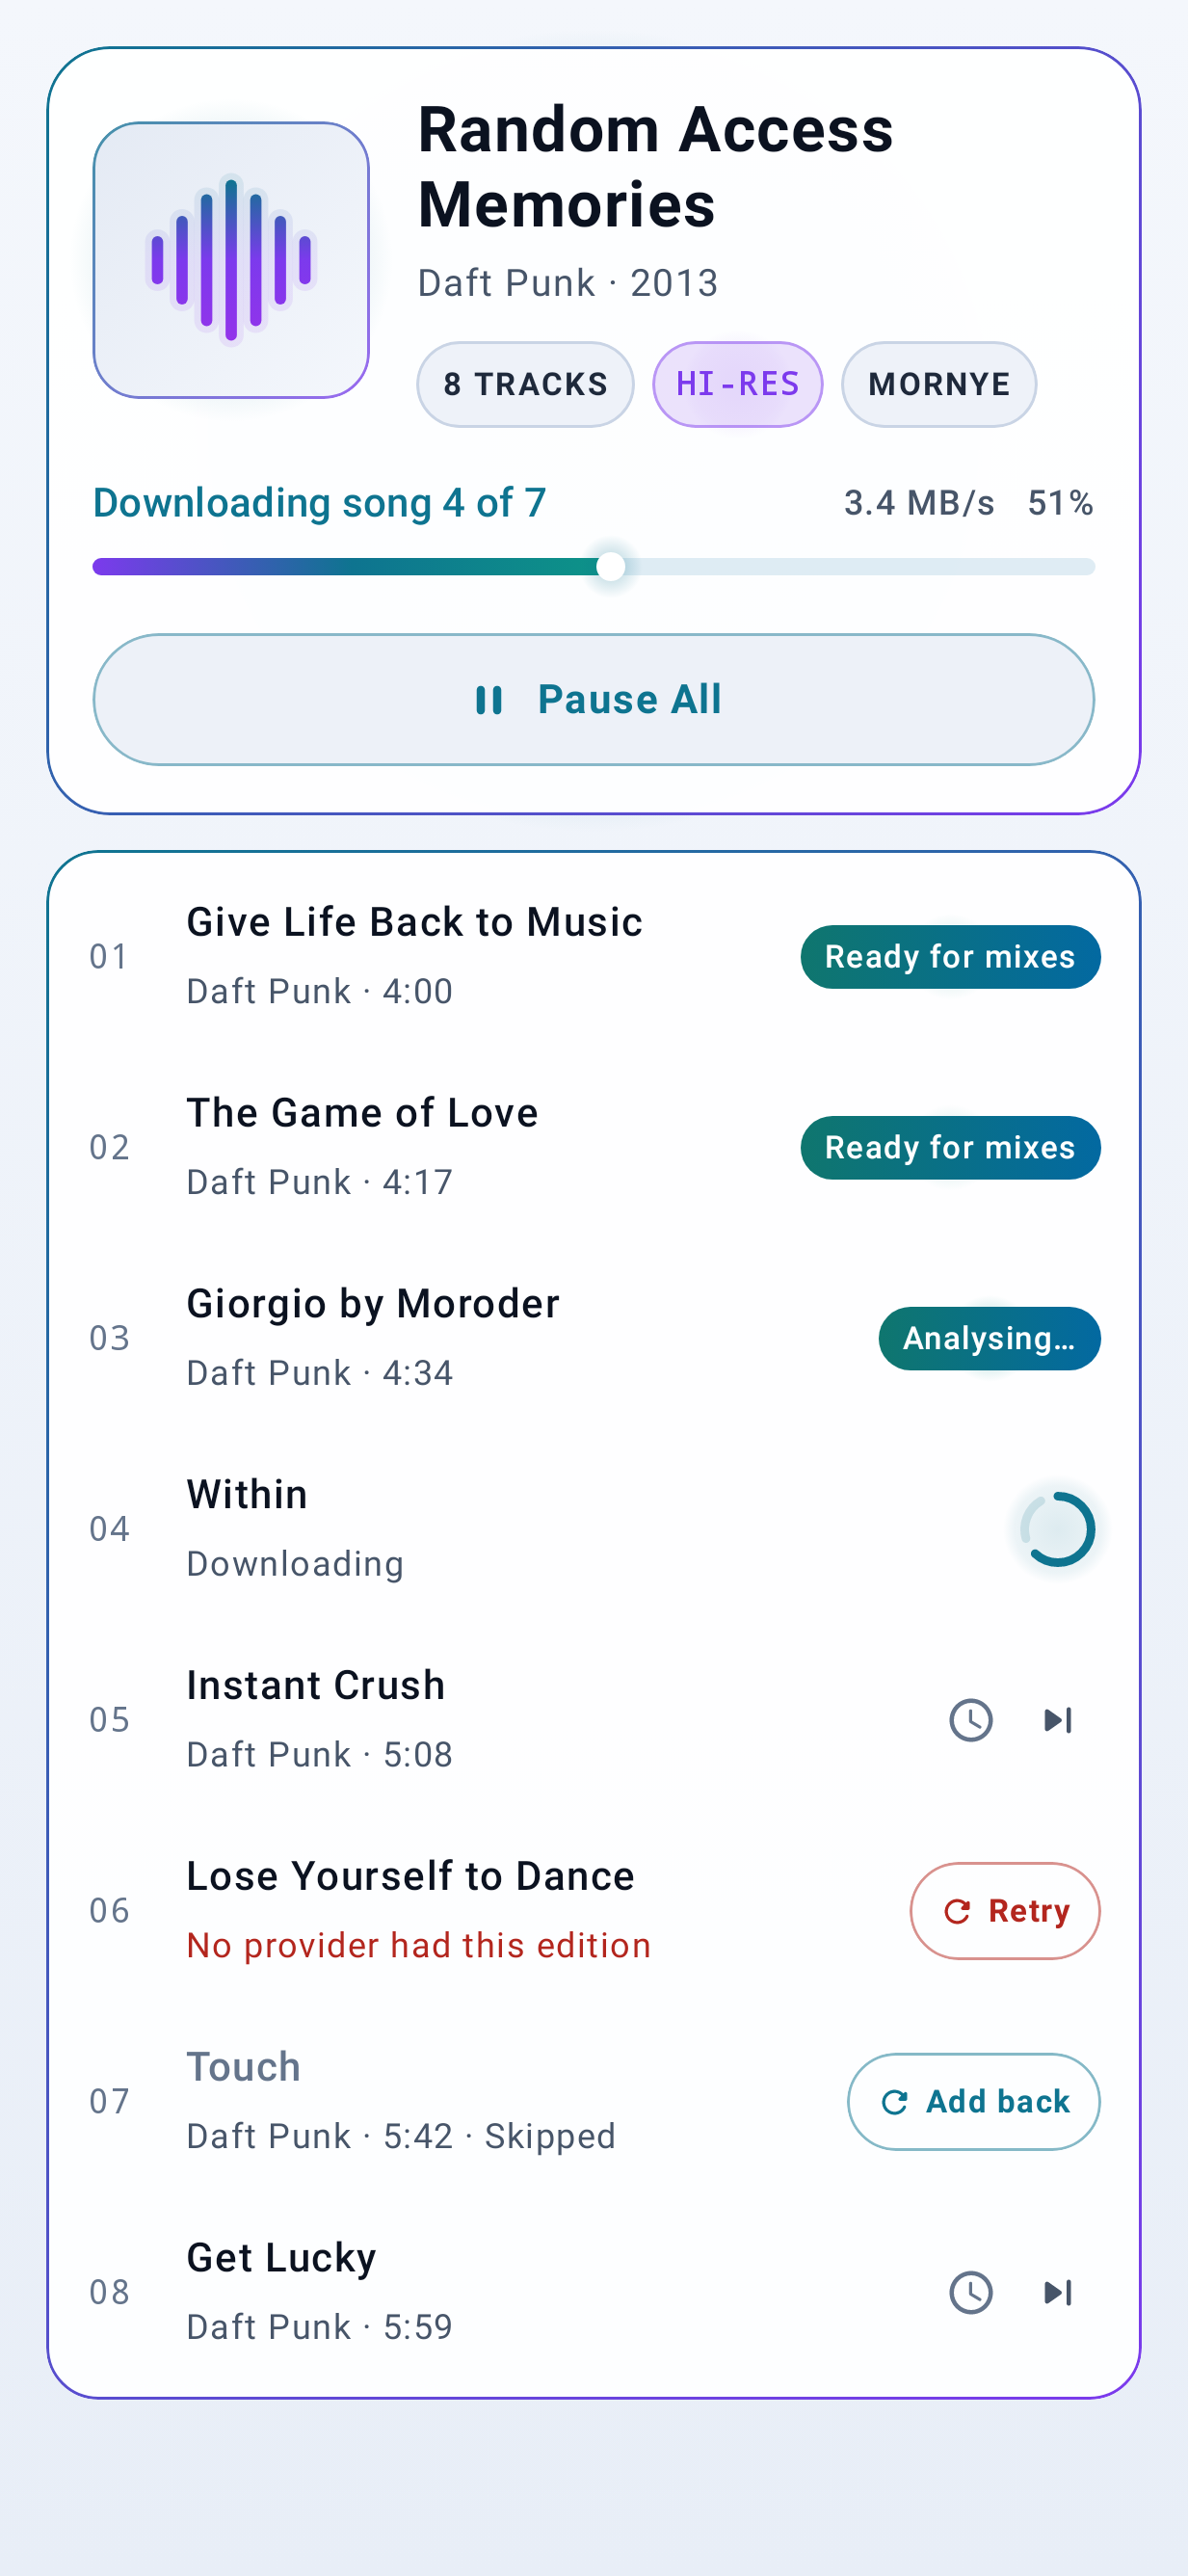 Random Access
Memories
Daft Punk · 2013
8 TRACKS HI-RES MORNYE
Downloading song 4 of 7 3.4 MB/s 51%
Pause All
01 Give Life Back to Music
Daft Punk · 4:00
Ready for mixes
02 The Game of Love
Daft Punk · 4:17
Ready for mixes
03 Giorgio by Moroder
Daft Punk · 4:34
Analysing…
04 Within
Downloading
05 Instant Crush
Daft Punk · 5:08
06 Lose Yourself to Dance
No provider had this edition
Retry
07 Touch
Daft Punk · 5:42 · Skipped
Add back
08 Get Lucky
Daft Punk · 5:59